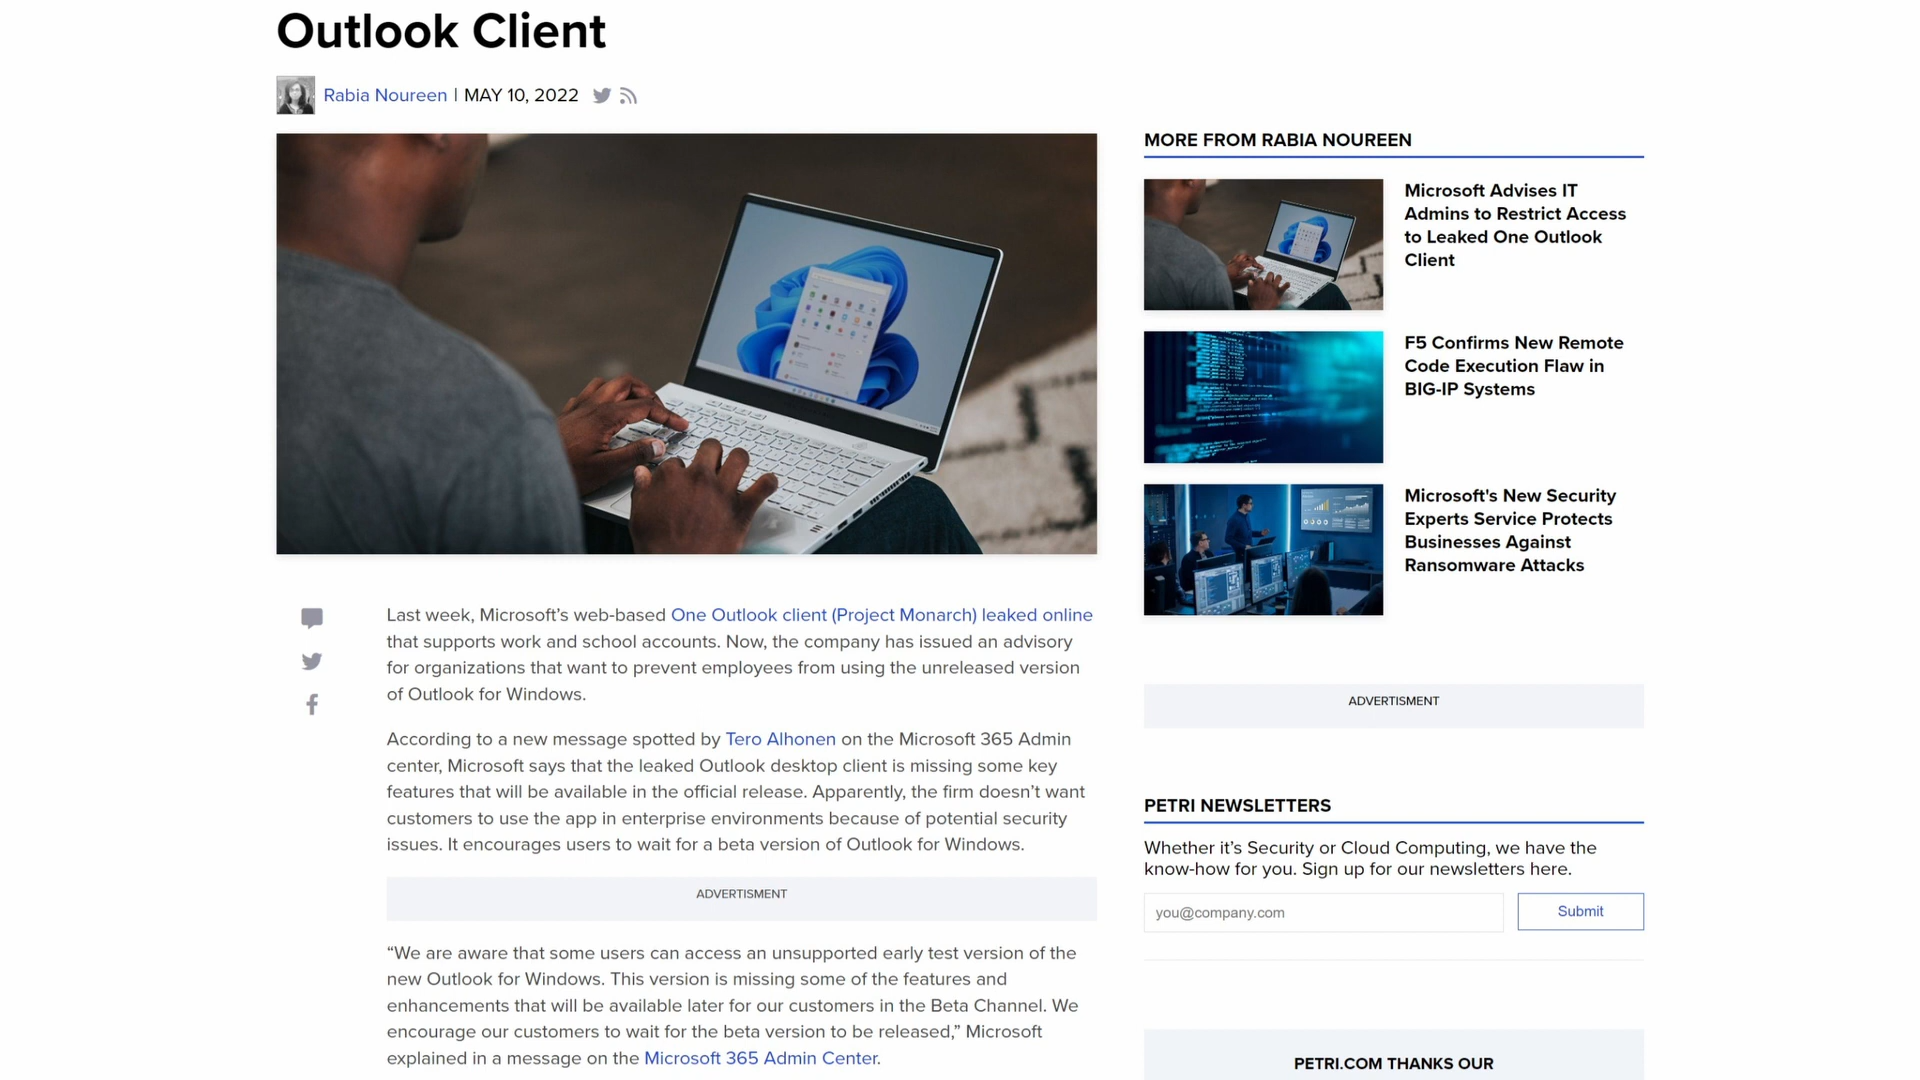 Outlook Client
Rabia Noureen | MAY 10, 2022
MORE FROM RABIA NOUREEN
Microsoft Advises IT
Admins to Restrict Access
to Leaked One Outlook
Client
F5 Confirms New Remote
Code Execution Flaw in
BIG-IP Systems
Microsoft's New Security
Experts Service Protects
Businesses Against
Ransomware Attacks
Last week, Microsoft’s web-based One Outlook client (Project Monarch) leaked online
that supports work and school accounts. Now, the company has issued an advisory
for organizations that want to prevent employees from using the unreleased version
of Outlook for Windows.
According to a new message spotted by Tero Alhonen on the Microsoft 365 Admin
center, Microsoft says that the leaked Outlook desktop client is missing some key
features that will be available in the official release. Apparently, the firm doesn’t want
customers to use the app in enterprise environments because of potential security
issues. It encourages users to wait for a beta version of Outlook for Windows.
ADVERTISMENT
“We are aware that some users can access an unsupported early test version of the
new Outlook for Windows. This version is missing some of the features and
enhancements that will be available later for our customers in the Beta Channel. We
encourage our customers to wait for the beta version to be released,” Microsoft
explained in a message on the Microsoft 365 Admin Center.
ADVERTISMENT
PETRI NEWSLETTERS
Whether it’s Security or Cloud Computing, we have the
know-how for you. Sign up for our newsletters here.
you@company.com
Submit
PETRI.COM THANKS OUR